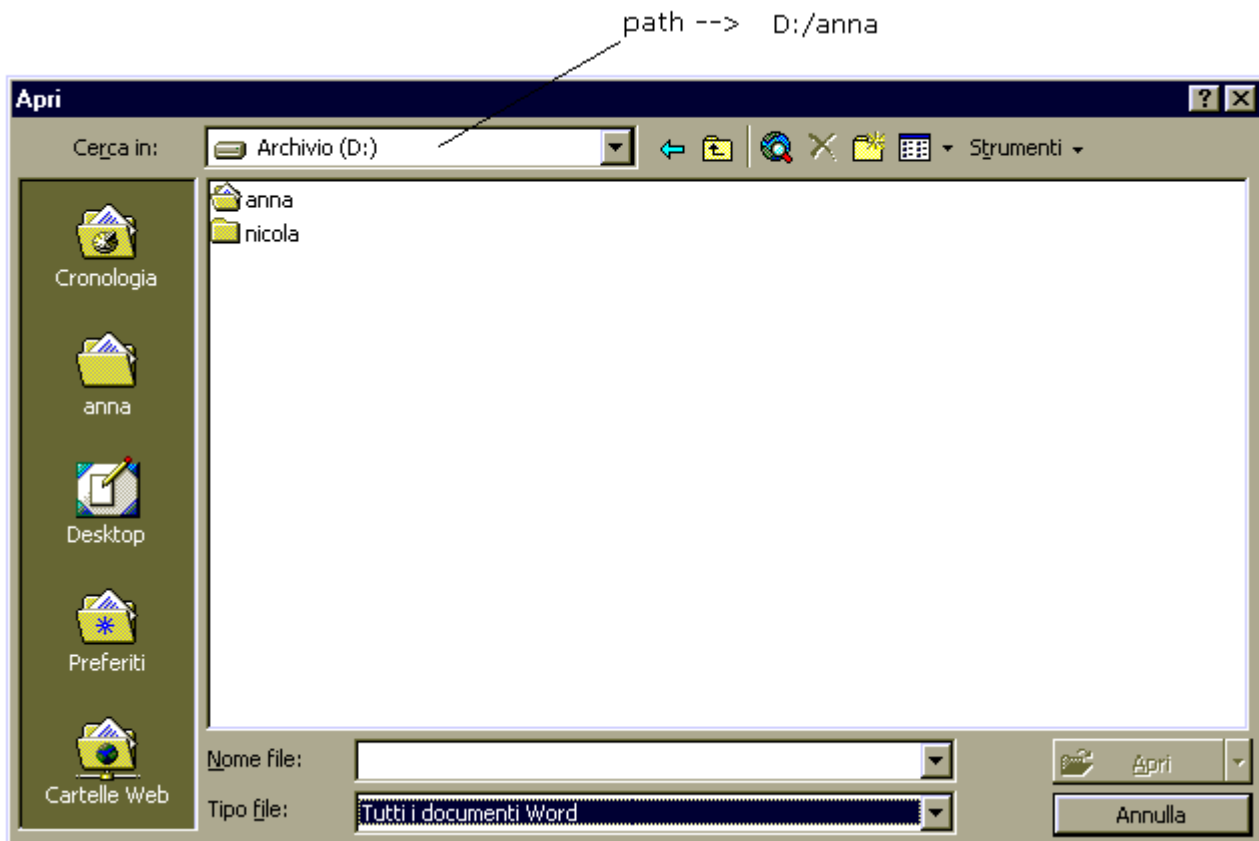 path --> D:/anna
Apri
Cerca in:
Archivio (D:)
Strumenti
Cronologia
anna
Desktop
Preferiti
Cartelle Web
anna
nicola
Nome file:
Apri
Tipo file:
Tutti i documenti Word
Annulla